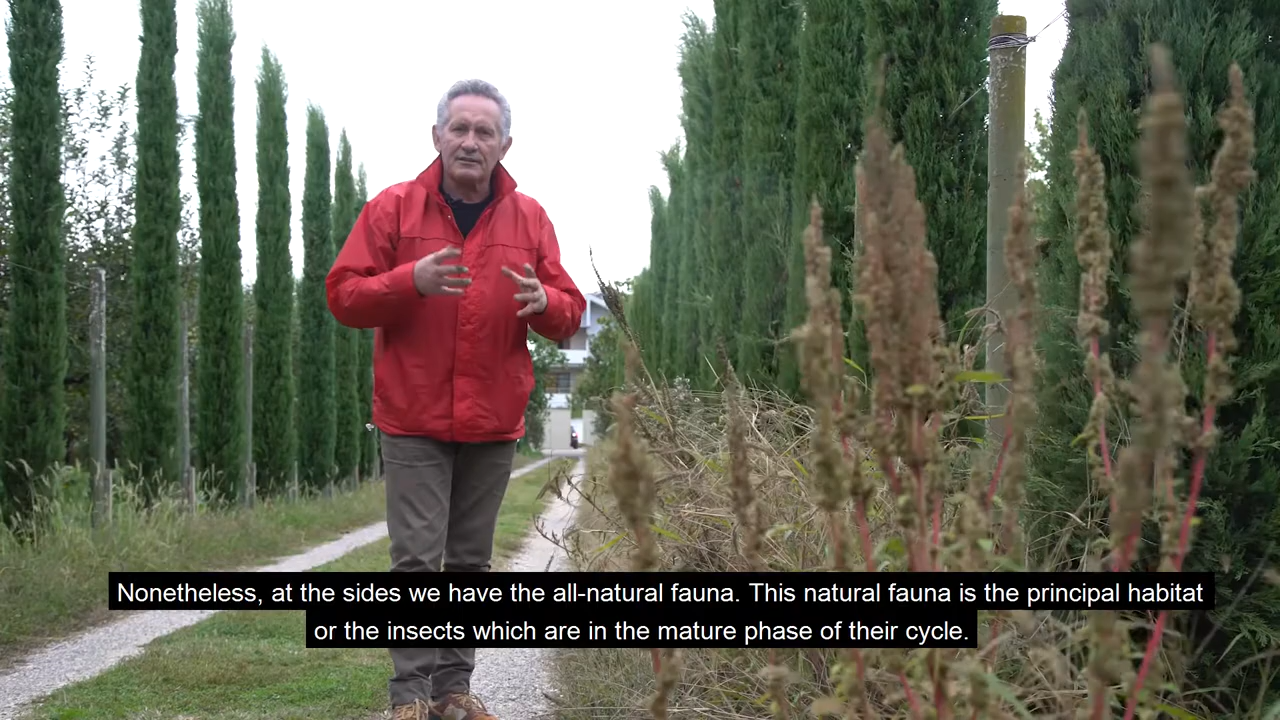 Nonetheless, at the sides we have the all-natural fauna. This natural fauna is the principal habitat
or the insects which are in the mature phase of their cycle.